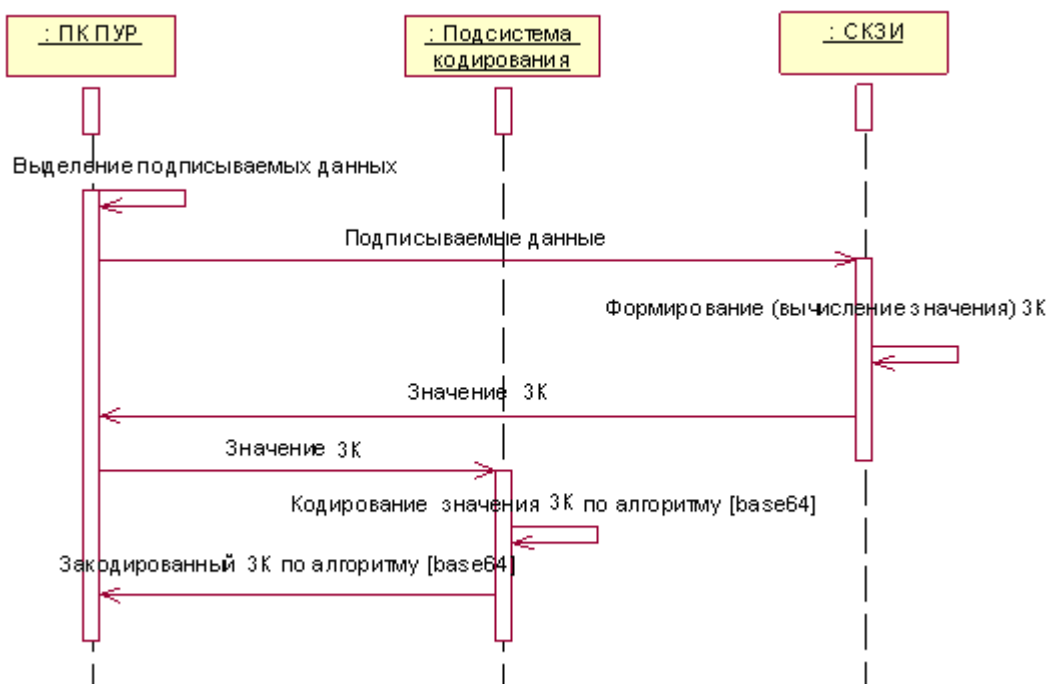 : ПК ПУР
: Подсистема
кодирования
: СКЗИ
Выделение подписываемых данных
Подписываемые данные
Формирование (вычисление значения) ЗК
Значение ЗК
Значение ЗК
Кодирование значения ЗК по алгоритму [base64]
Закодированный ЗК по алгоритму [base64]